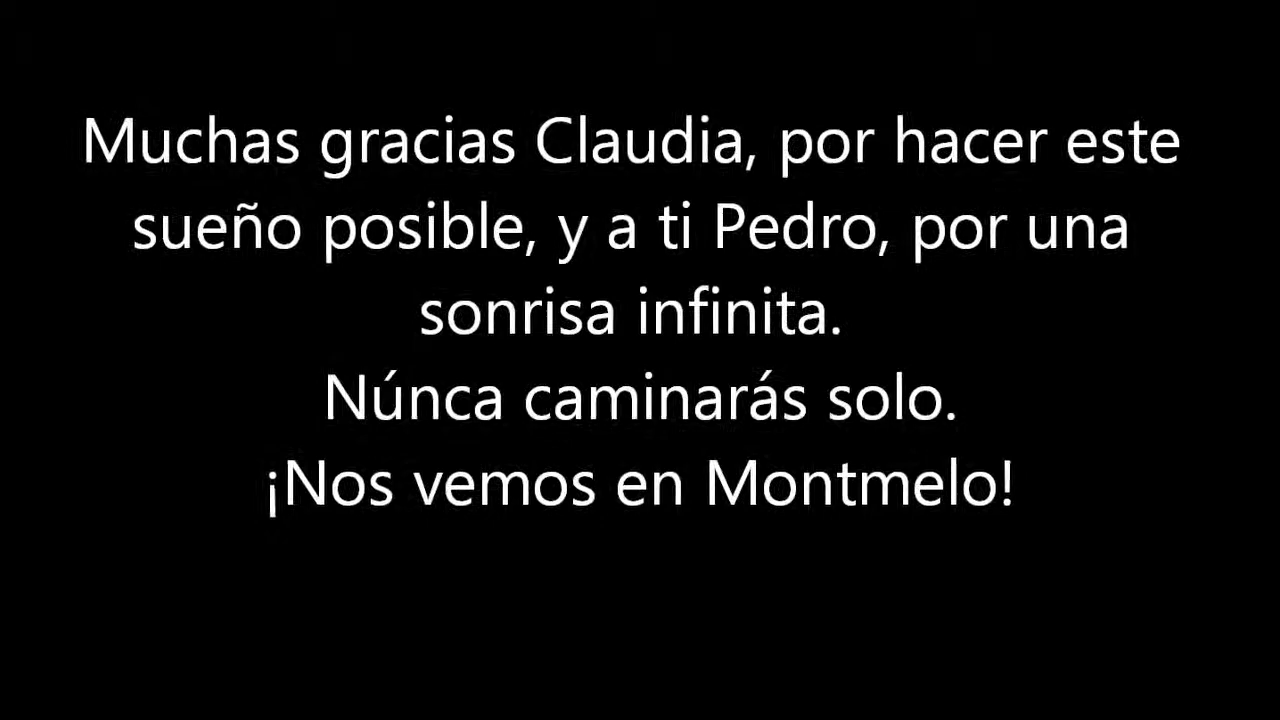 Muchas gracias Claudia, por hacer este
sueño posible, y a ti Pedro, por una
sonrisa infinita.
Núnca caminarás solo.
¡Nos vemos en Montmelo!